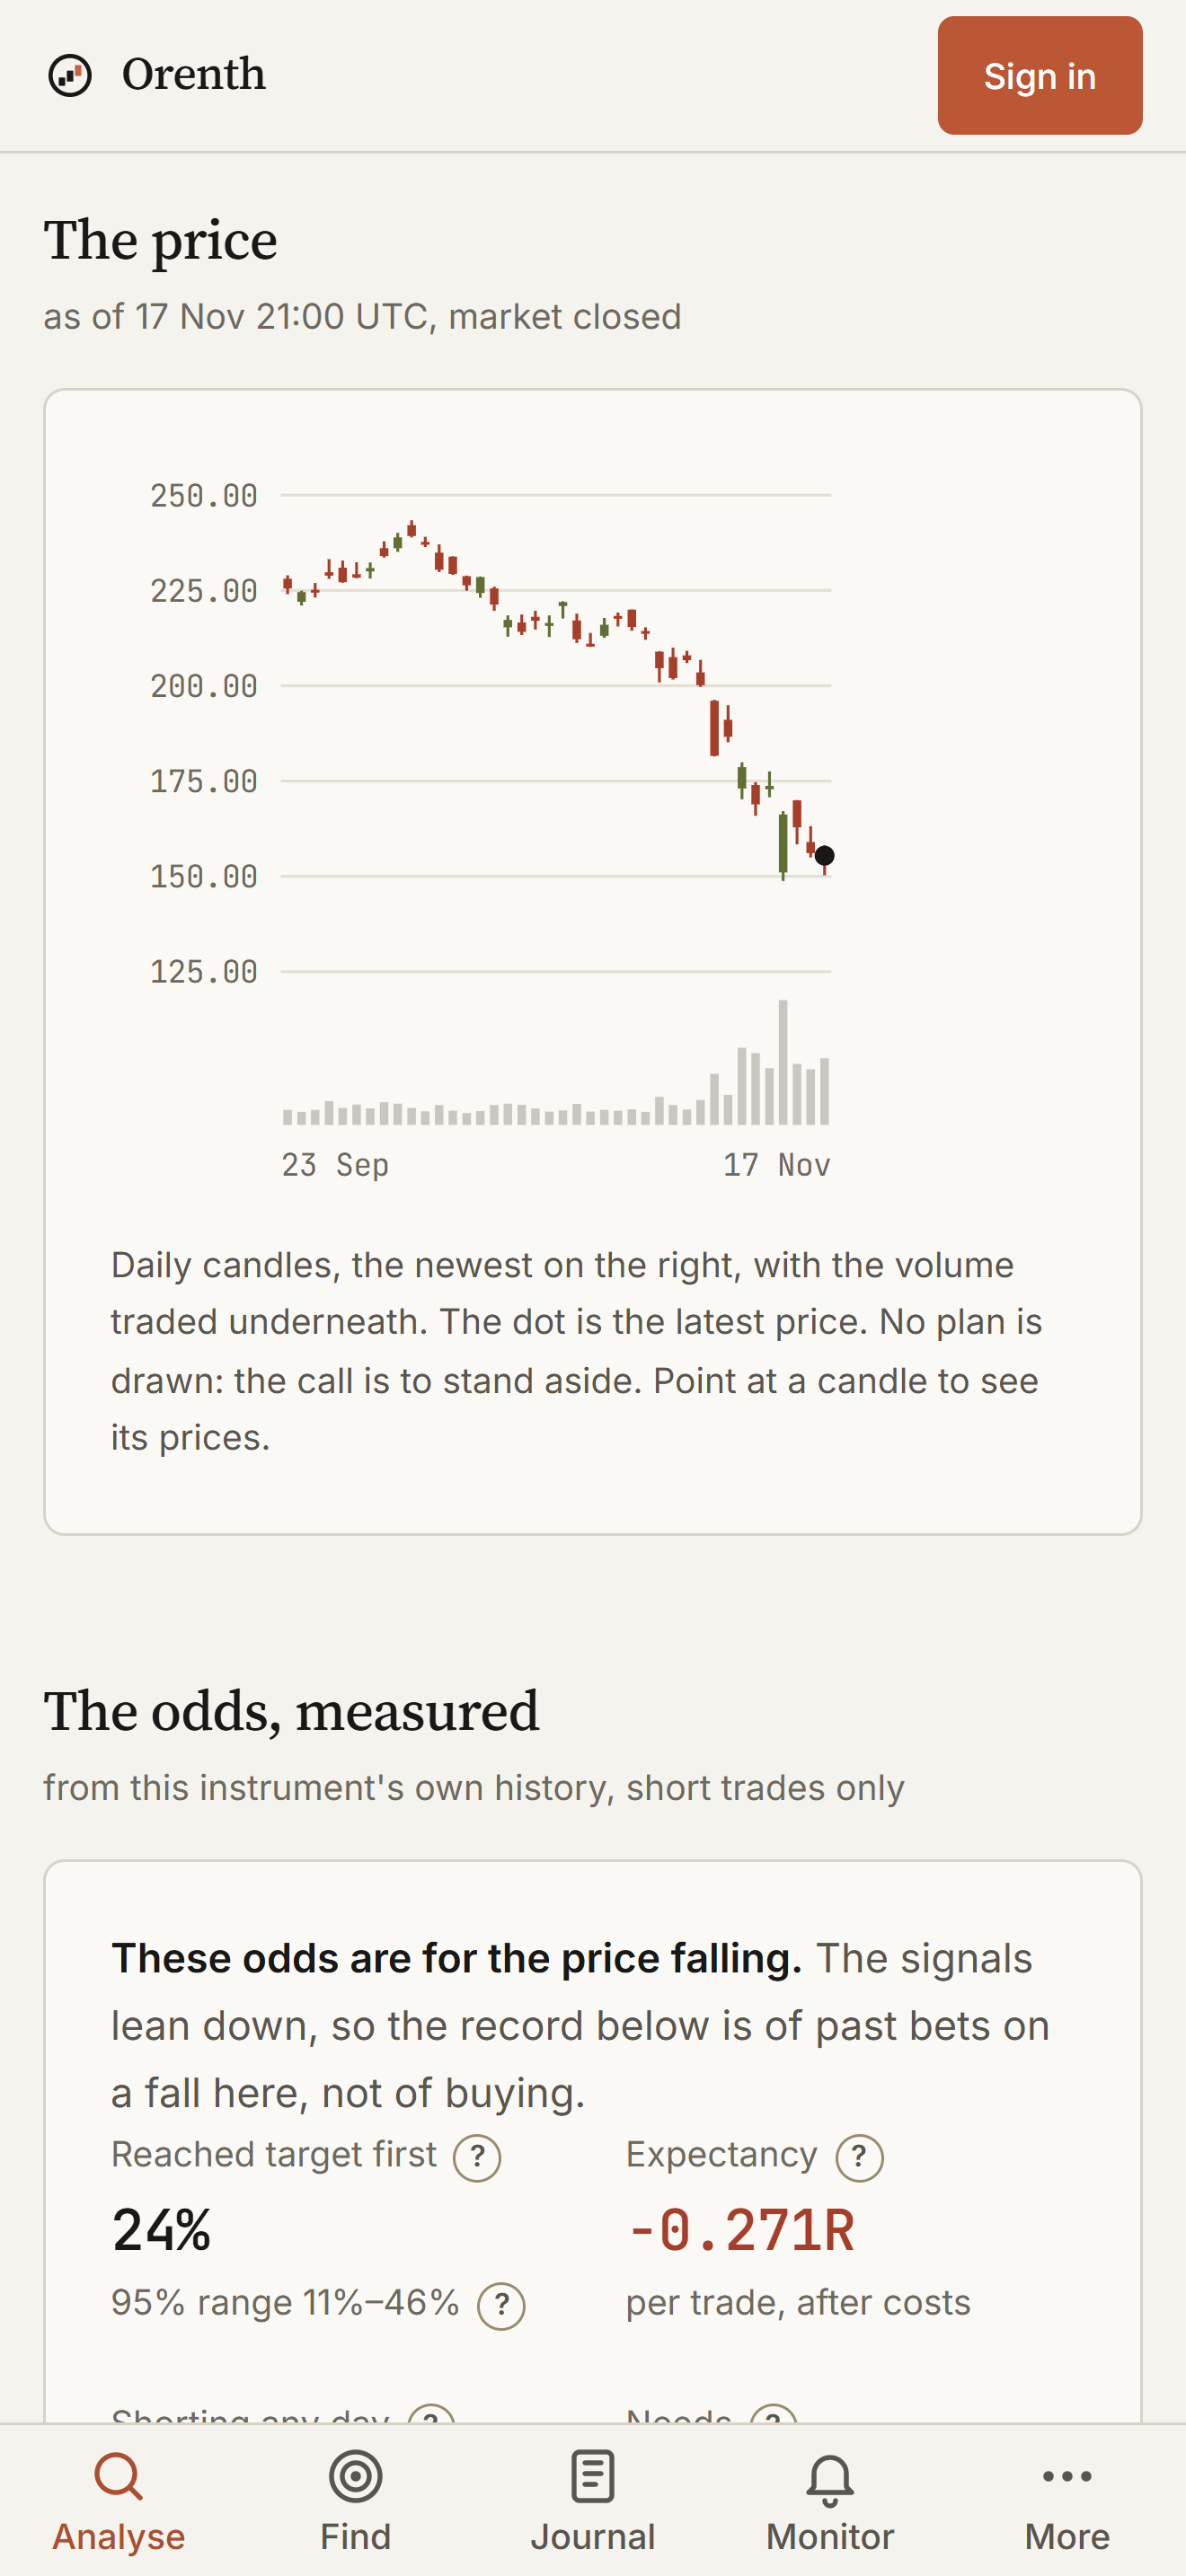 Orenth
Sign in
The price
as of 17 Nov 21:00 UTC, market closed
250.00
225.00
200.00
175.00
150.00
125.00
23 Sep
17 Nov
Daily candles, the newest on the right, with the volume
traded underneath. The dot is the latest price. No plan is
drawn: the call is to stand aside. Point at a candle to see
its prices.
The odds, measured
from this instrument's own history, short trades only
These odds are for the price falling. The signals
lean down, so the record below is of past bets on
a fall here, not of buying.
Reached target first ?
Expectancy ?
24%
-0.271R
95% range 11%–46% ?
per trade, after costs
Shorting any day ?
Needs ?
Analyse
Find
Journal
Monitor
More